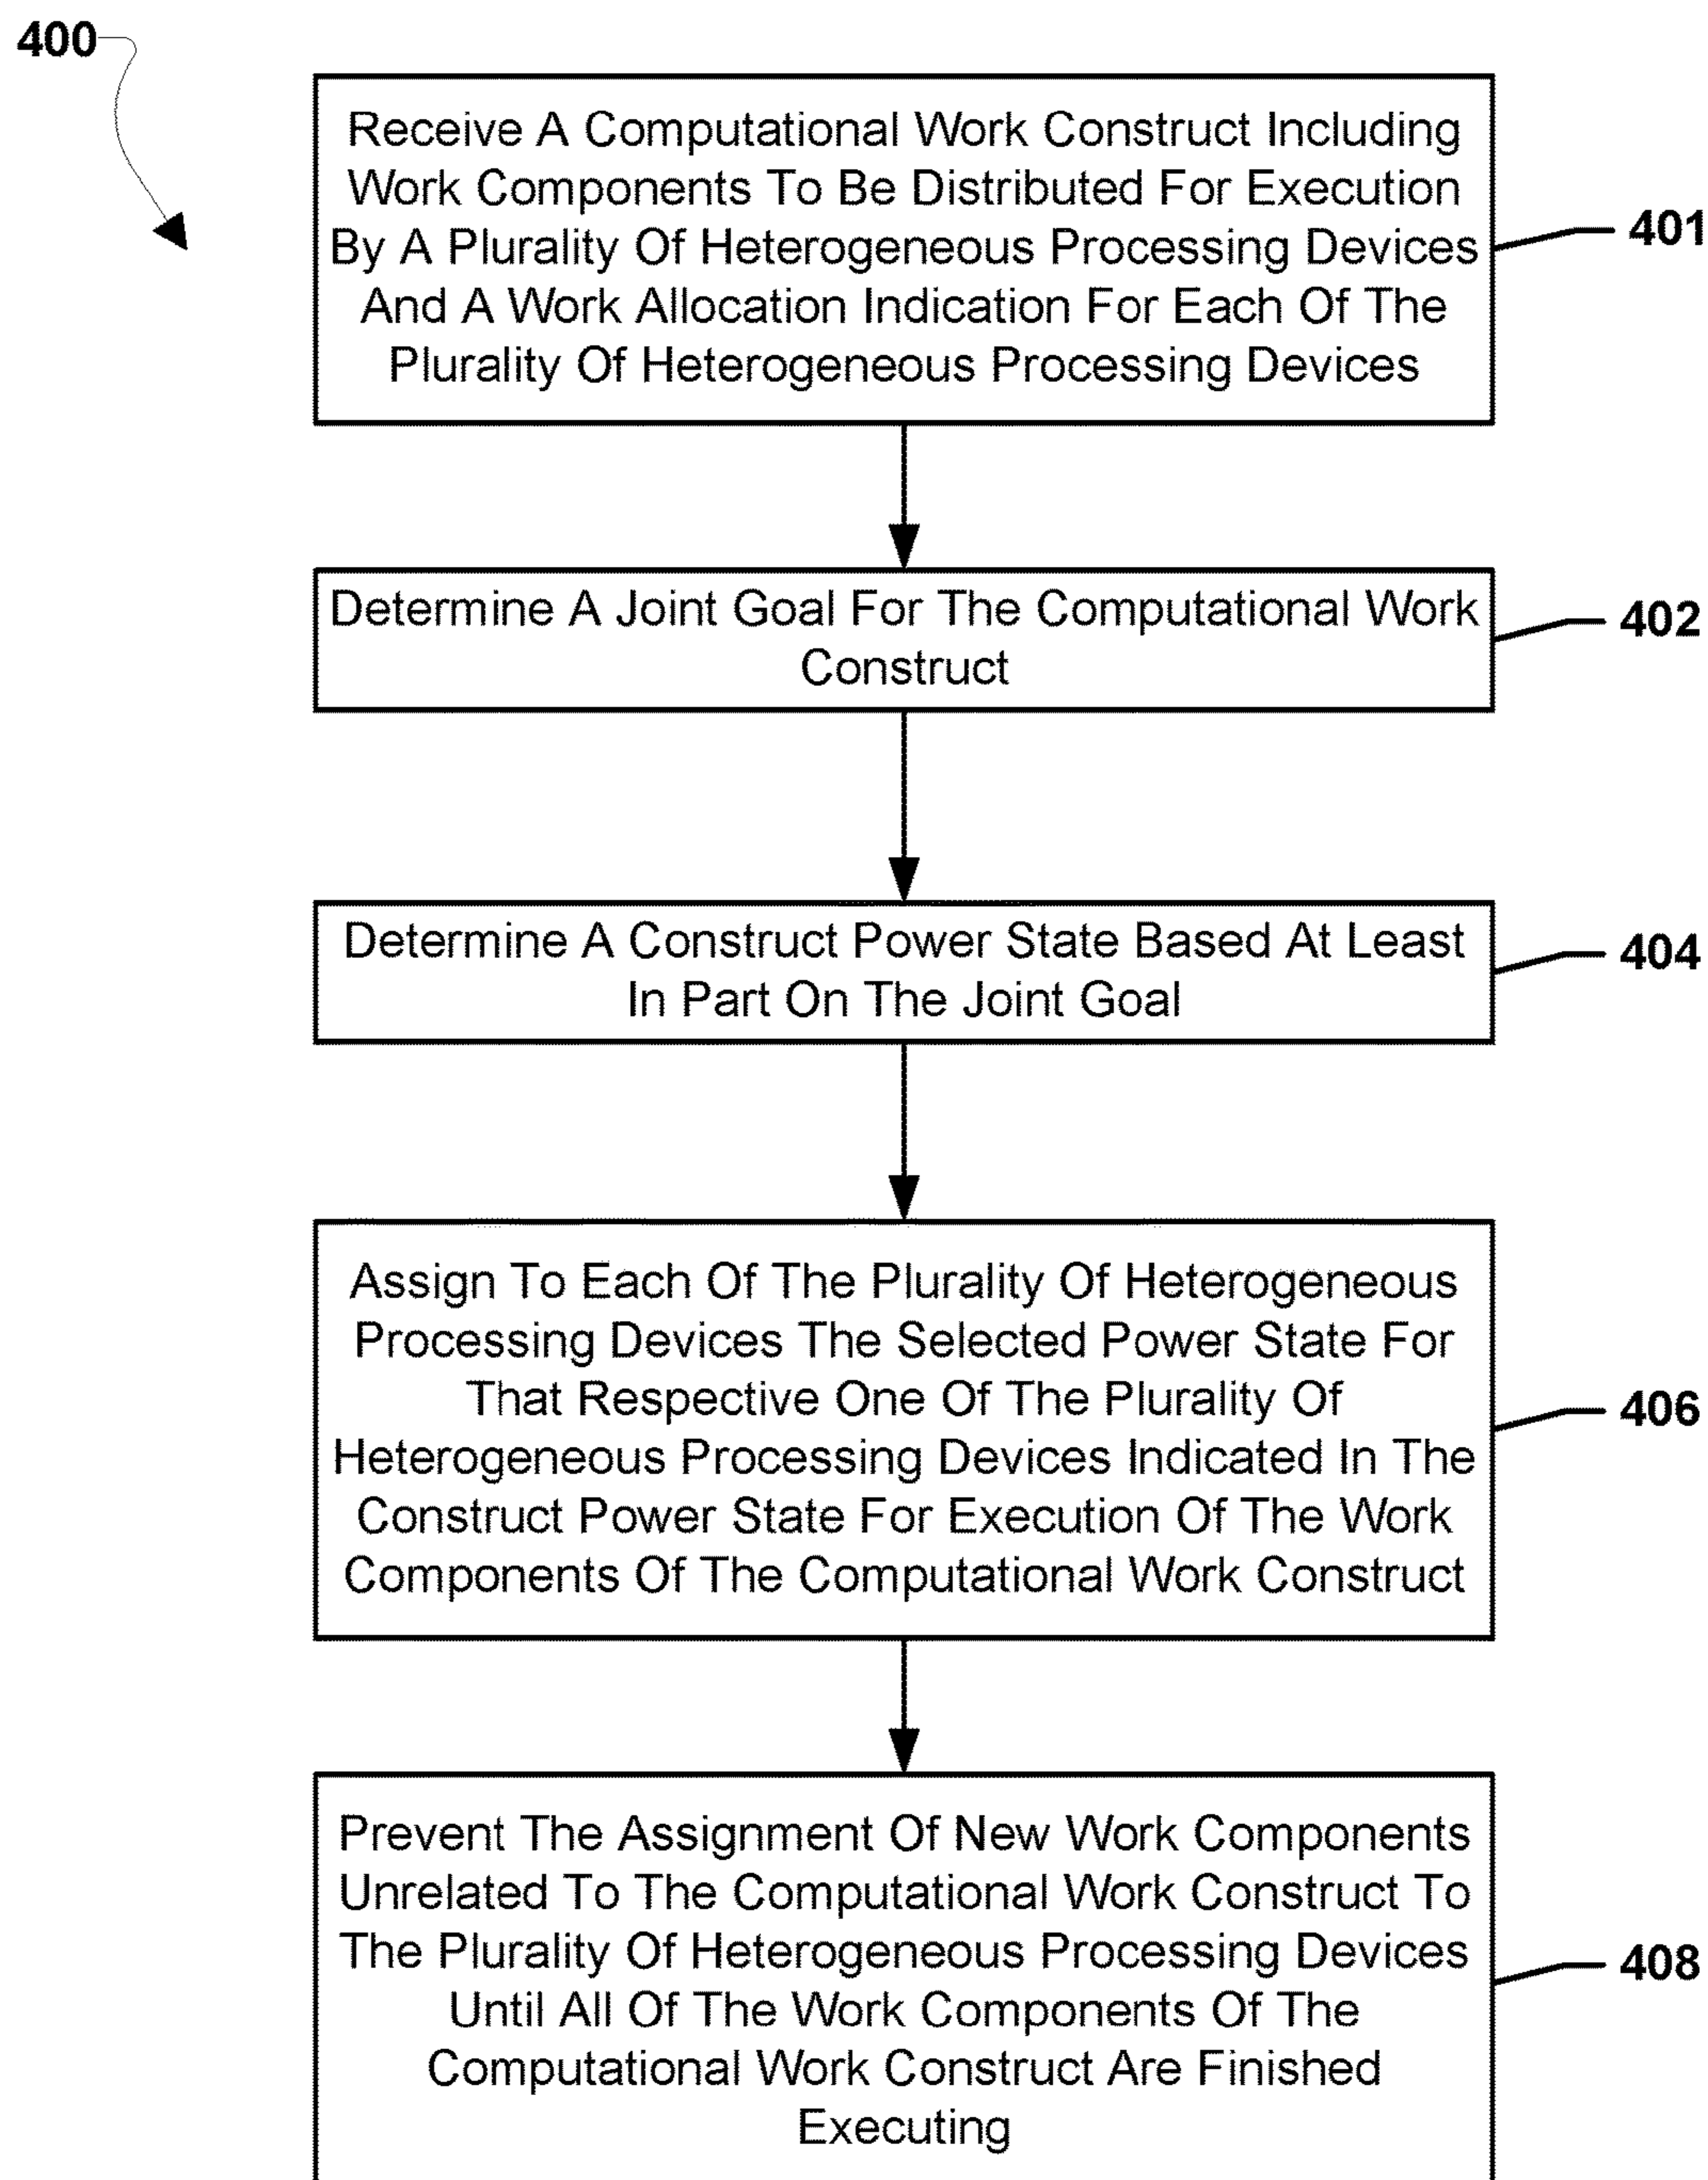 400
Receive A Computational Work Construct Including
Work Components To Be Distributed For Execution
By A Plurality Of Heterogeneous Processing Devices
And A Work Allocation Indication For Each Of The
Plurality Of Heterogeneous Processing Devices
401
Determine A Joint Goal For The Computational Work
Construct
402
Determine A Construct Power State Based At Least
In Part On The Joint Goal
404
Assign To Each Of The Plurality Of Heterogeneous
Processing Devices The Selected Power State For
That Respective One Of The Plurality Of
Heterogeneous Processing Devices Indicated In The
Construct Power State For Execution Of The Work
Components Of The Computational Work Construct
406
Prevent The Assignment Of New Work Components
Unrelated To The Computational Work Construct To
The Plurality Of Heterogeneous Processing Devices
Until All Of The Work Components Of The
Computational Work Construct Are Finished
Executing
408